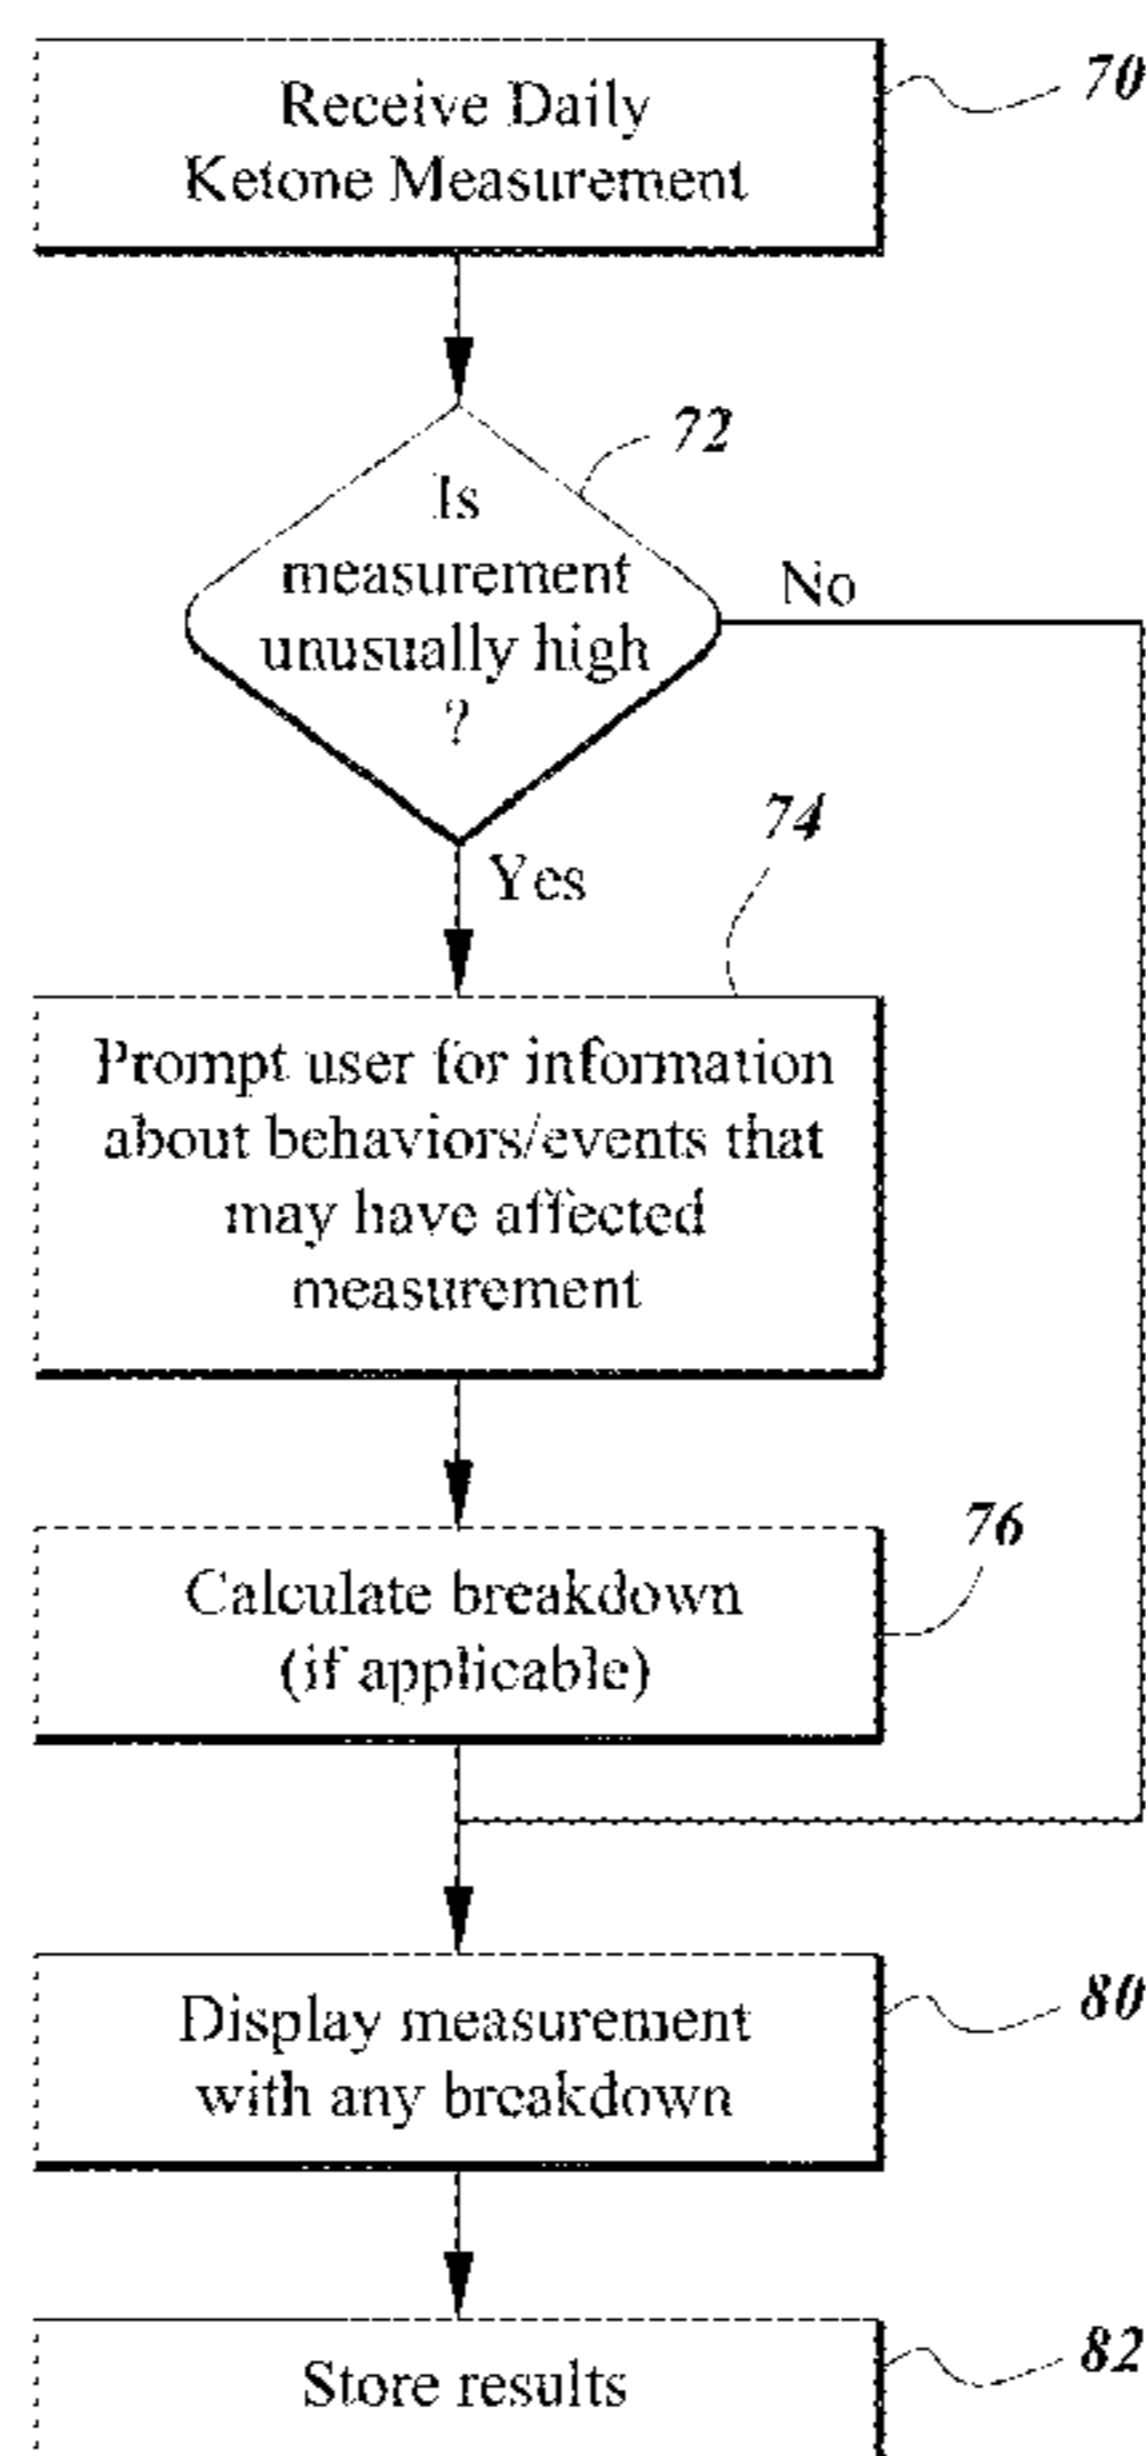 70
Receive Daily
Ketone Measurement
72
Is
measurement
unusually high
?
No
Yes
74
Prompt user for information
about behaviors/events that
may have affected
measurement
76
Calculate breakdown
(if applicable)
80
Display measurement
with any breakdown
82
Store results